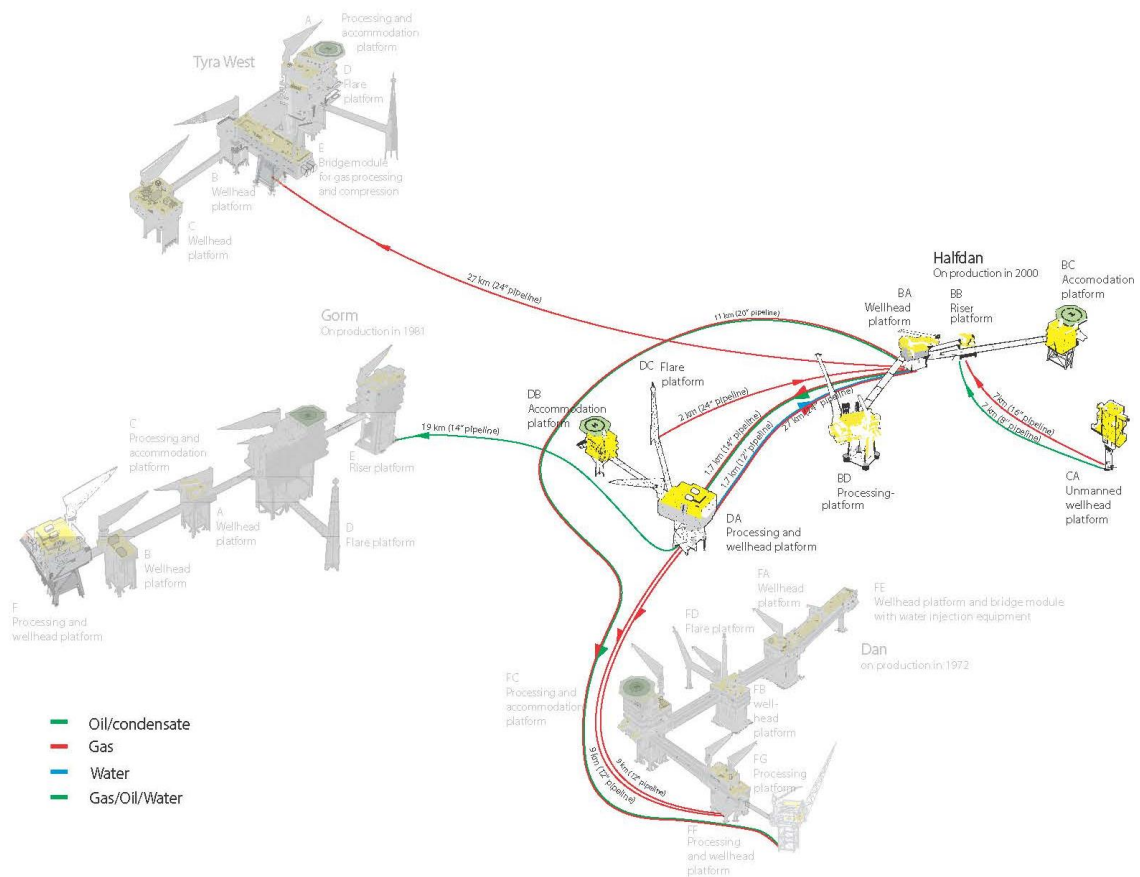 A
Processing and
accommodation
platform
Tyra West
D
Flare
platform
E
Bridge module
for gas processing
and compression
B
Wellhead
platform
C
Wellhead
platform
27 km (24" pipeline)
Halfdan
On production in 2000
BA
Wellhead
platform
BB
Riser
platform
BC
Accomodation
platform
11 km (20" pipeline)
Gorm
On production in 1981
DC Flare
platform
DB
Accommodation
platform
2 km (24" pipeline)
7km (16" pipeline)
7 km (8" pipeline)
1.7 km (14" pipeline)
1.7 km (12" pipeline)
BD
Processing-
platform
CA
Unmanned
wellhead
platform
C
Processing and
accommodation
platform
19 km (14" pipeline)
E
Riser platform
A
Wellhead
platform
D
Flare platform
B
Wellhead
platform
F
Processing and
wellhead platform
DA
Processing and
wellhead platform
FA
Wellhead
platform
FE
Wellhead platform and bridge module
with water injection equipment
FD
Flare platform
Dan
on production in 1972
FC
Processing and
accommodation
platform
FB
well-
head
platform
FG
Processing
platform
9 km (12" pipeline)
9 km (12" pipeline)
FF
Processing
and wellhead platform
Oil/condensate
Gas
Water
Gas/Oil/Water